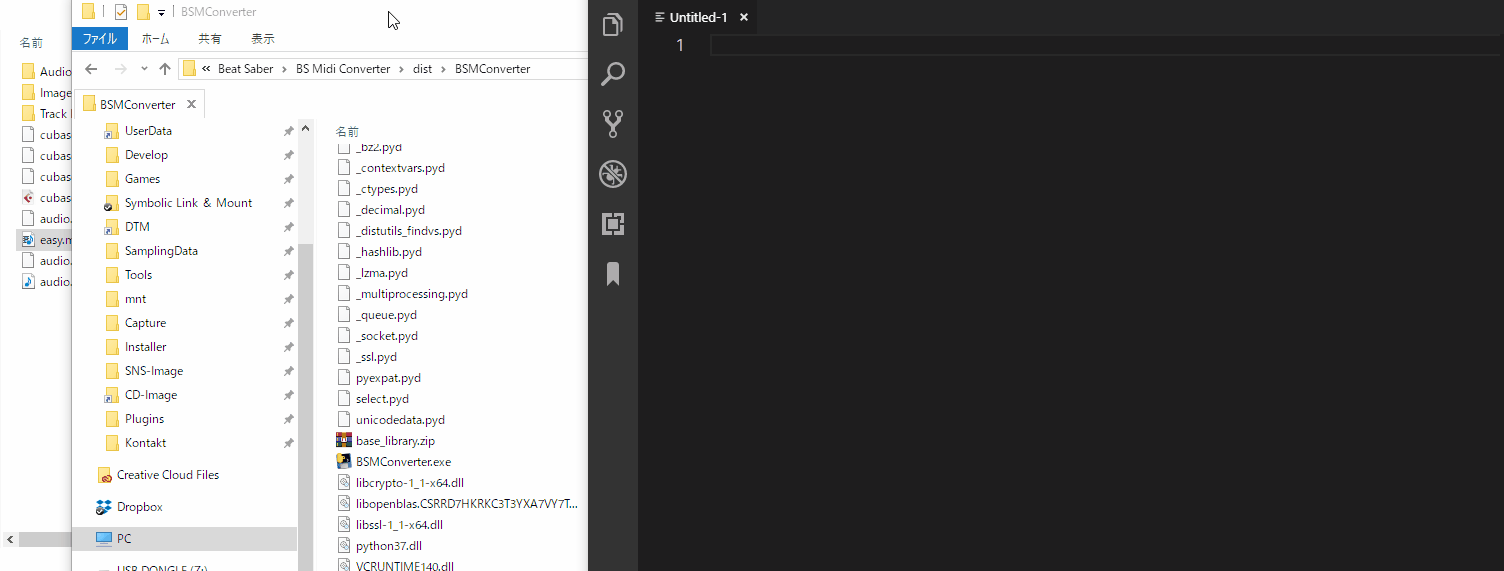 名前
Audio
Image
Track
cubas
cubas
cubas
cubas
audio.
easy.m
audio.
audio.
BSMConverter
ファイル ホーム 共有 表示
« Beat Saber › BS Midi Converter › dist › BSMConverter
BSMConverter
UserData
Develop
Games
Symbolic Link & Mount
DTM
SamplingData
Tools
mnt
Capture
Installer
SNS-Image
CD-Image
Plugins
Kontakt
Creative Cloud Files
Dropbox
PC
USB DONGLE (Z:)
名前
_bz2.pyd
_contextvars.pyd
_ctypes.pyd
_decimal.pyd
_distutils_findvs.pyd
_hashlib.pyd
_lzma.pyd
_multiprocessing.pyd
_queue.pyd
_socket.pyd
_ssl.pyd
pyexpat.pyd
select.pyd
unicodedata.pyd
base_library.zip
BSMConverter.exe
libcrypto-1_1-x64.dll
libopenblas.CSRRD7HKRKC3T3YXA7VY7T...
libssl-1_1-x64.dll
python37.dll
VCRUNTIME140.dll
Untitled-1
1